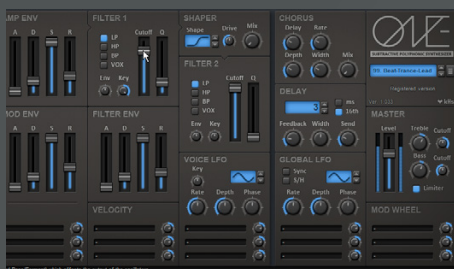 AMP ENV
A D S R
FILTER 1
LP
HP
BP
VOX
Cutoff Q
Env Key
SHAPER
Shape Drive Mix
FILTER 2
LP
HP
BP
VOX
Cutoff Q
Env Key
CHORUS
Delay Rate
Depth Width Mix
DELAY
3
ms
16th
Feedback Width Send
ONE
SUBTRACTIVE POLYPHONIC SYNTHESIZER
registered version
MASTER
Level Treble Cutoff
Bass Cutoff
Limiter
MOD ENV
A D S R
FILTER ENV
A D S R
VOICE LFO
Key
Rate Depth Phase
GLOBAL LFO
Sync
S/H
Rate Depth Phase
VELOCITY
MOD WHEEL